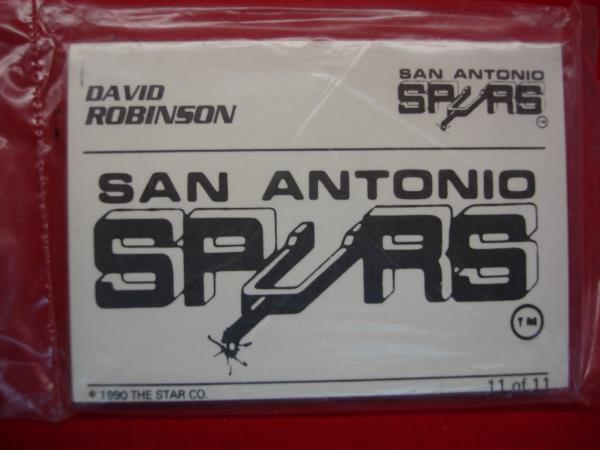 DAVID
ROBINSON
SAN ANTONIO
SPURS
TM
SAN ANTONIO
SPURS
TM
© 1990 THE STAR CO.
11 of 11